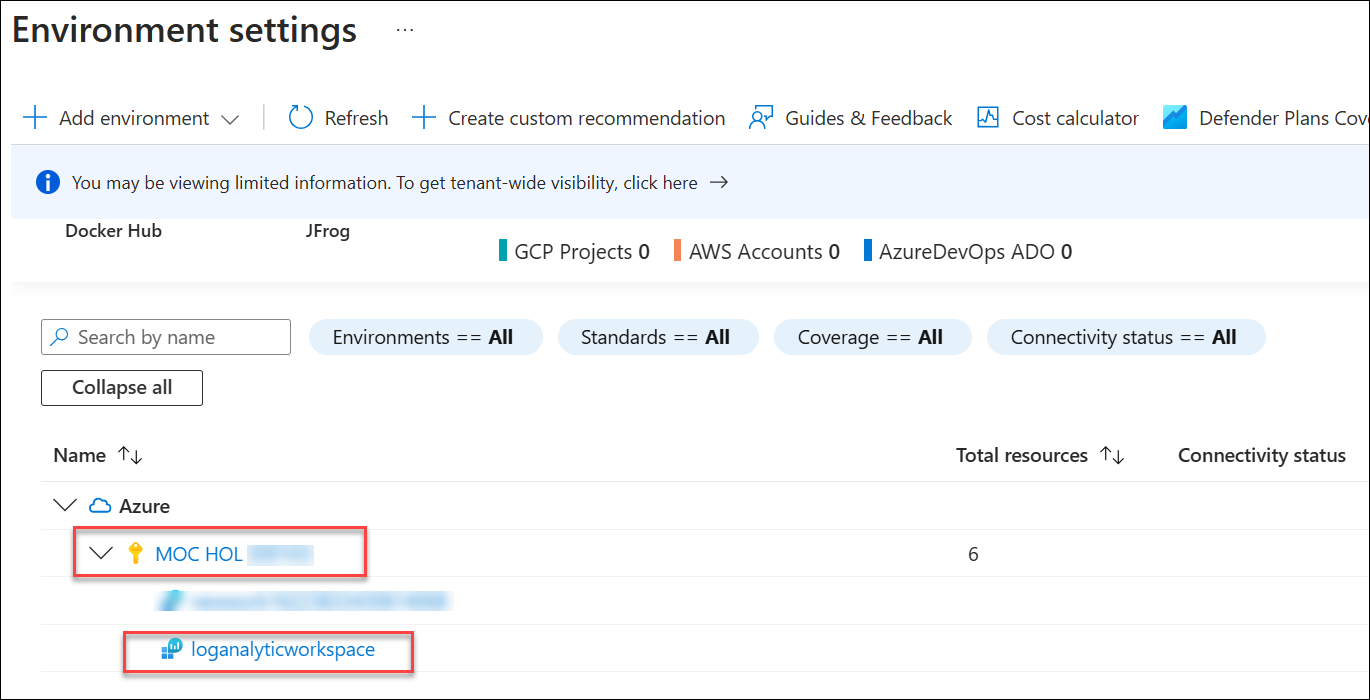 Environment settings ...
Add environment Refresh Create custom recommendation Guides & Feedback Cost calculator Defender Plans Cov
You may be viewing limited information. To get tenant-wide visibility, click here →
Docker Hub JFrog
GCP Projects 0 AWS Accounts 0 AzureDevOps ADO 0
Search by name Environments == All Standards == All Coverage == All Connectivity status == All
Collapse all
Name ↑↓ Total resources ↑↓ Connectivity status
Azure
MOC HOL 6
loganalyticworkspace